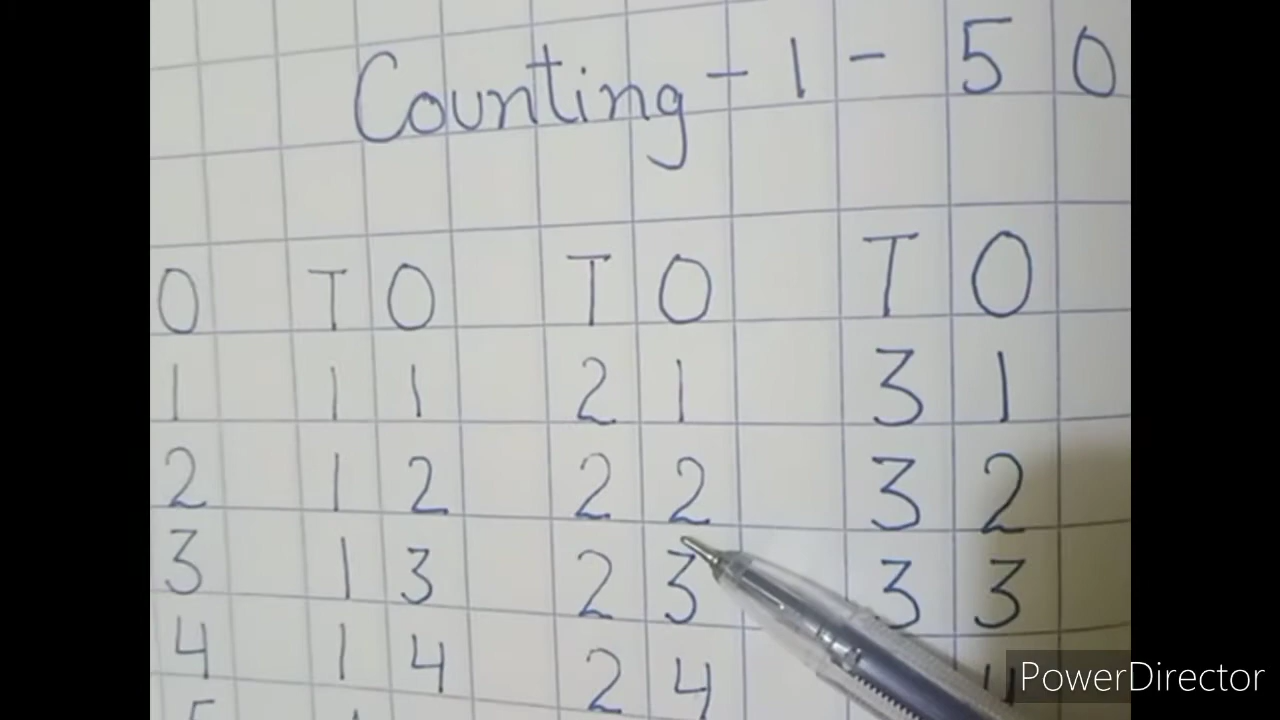 Counting - 1 - 50
O T O T O T O
1 1 1 2 1 3 1
2 1 2 2 2 3 2
3 1 3 2 3 3 3
4 1 4 2 4
PowerDirector